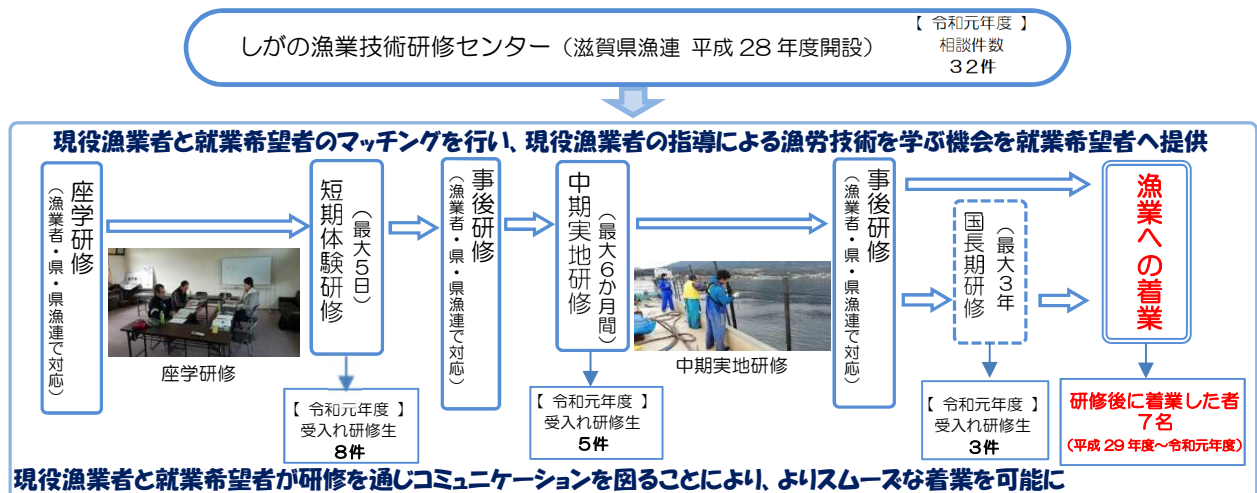 しがの漁業技術研修センター（滋賀県漁連 平成28年度開設）
【 令和元年度 】
相談件数
３２件
現役漁業者と就業希望者のマッチングを行い、現役漁業者の指導による漁労技術を学ぶ機会を就業希望者へ提供
座学研修
（漁業者・県・県漁連で対応）
座学研修
短期体験研修
（最大５日）
【 令和元年度 】
受入れ研修生
8件
事後研修
（漁業者・県・県漁連で対応）
中期実地研修
（最大６か月間）
【 令和元年度 】
受入れ研修生
5件
中期実地研修
事後研修
（漁業者・県・県漁連で対応）
国長期研修
（最大３年
【 令和元年度 】
受入れ研修生
3件
漁業への着業
研修後に着業した者
７名
（平成 29 年度～令和元年度）
現役漁業者と就業希望者が研修を通じコミュニケーションを図ることにより、よりスムーズな着業を可能に